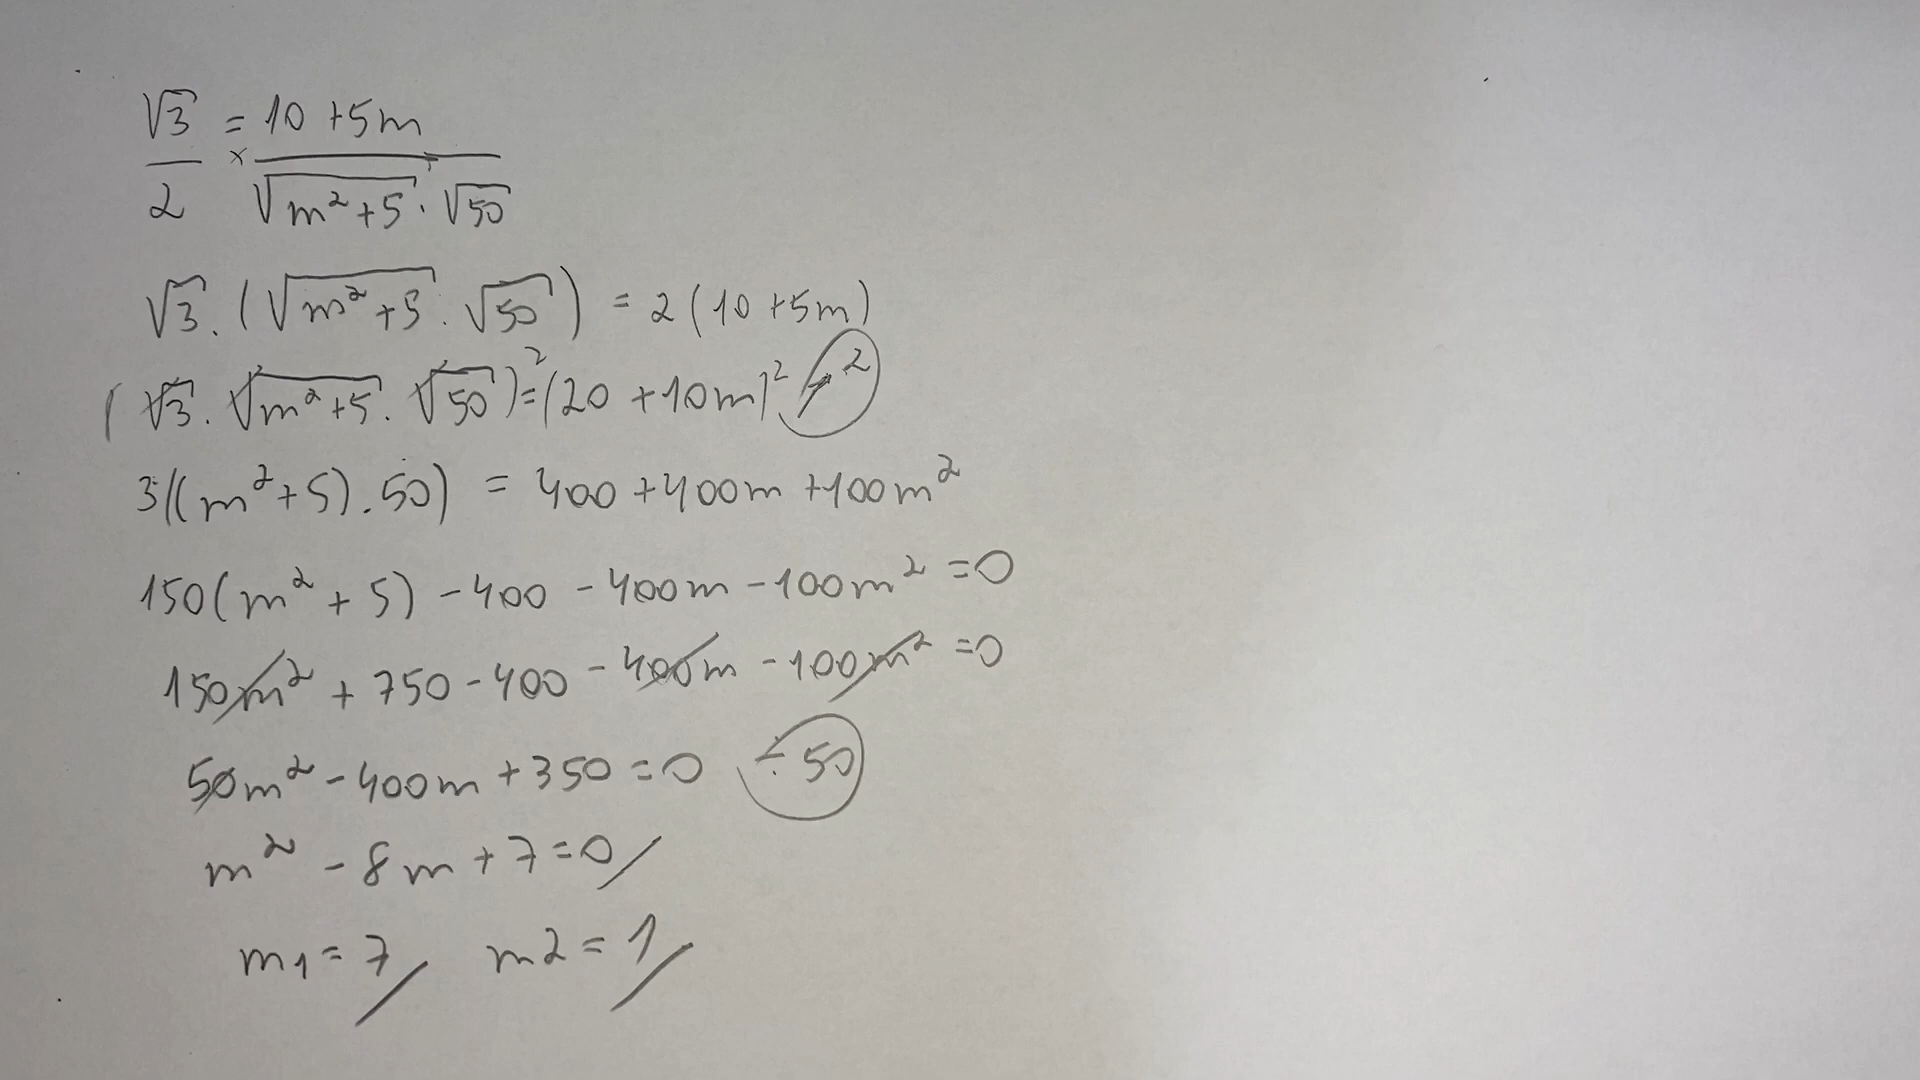 √3/2 = × (10 + 5m)/(√(m² + 5) . √50)
√3 . (√(m² + 5) . √50) = 2(10 + 5m)
(√3 . √(m² + 5) . √50)² = (20 + 10m)² ²
3((m² + 5) . 50) = 400 + 400m + 100m²
150(m² + 5) - 400 - 400m - 100m² = 0
150m² + 750 - 400 - 400m - 100m² = 0
50m² - 400m + 350 = 0 ÷ 50
m² - 8m + 7 = 0
m1 = 7 m2 = 1